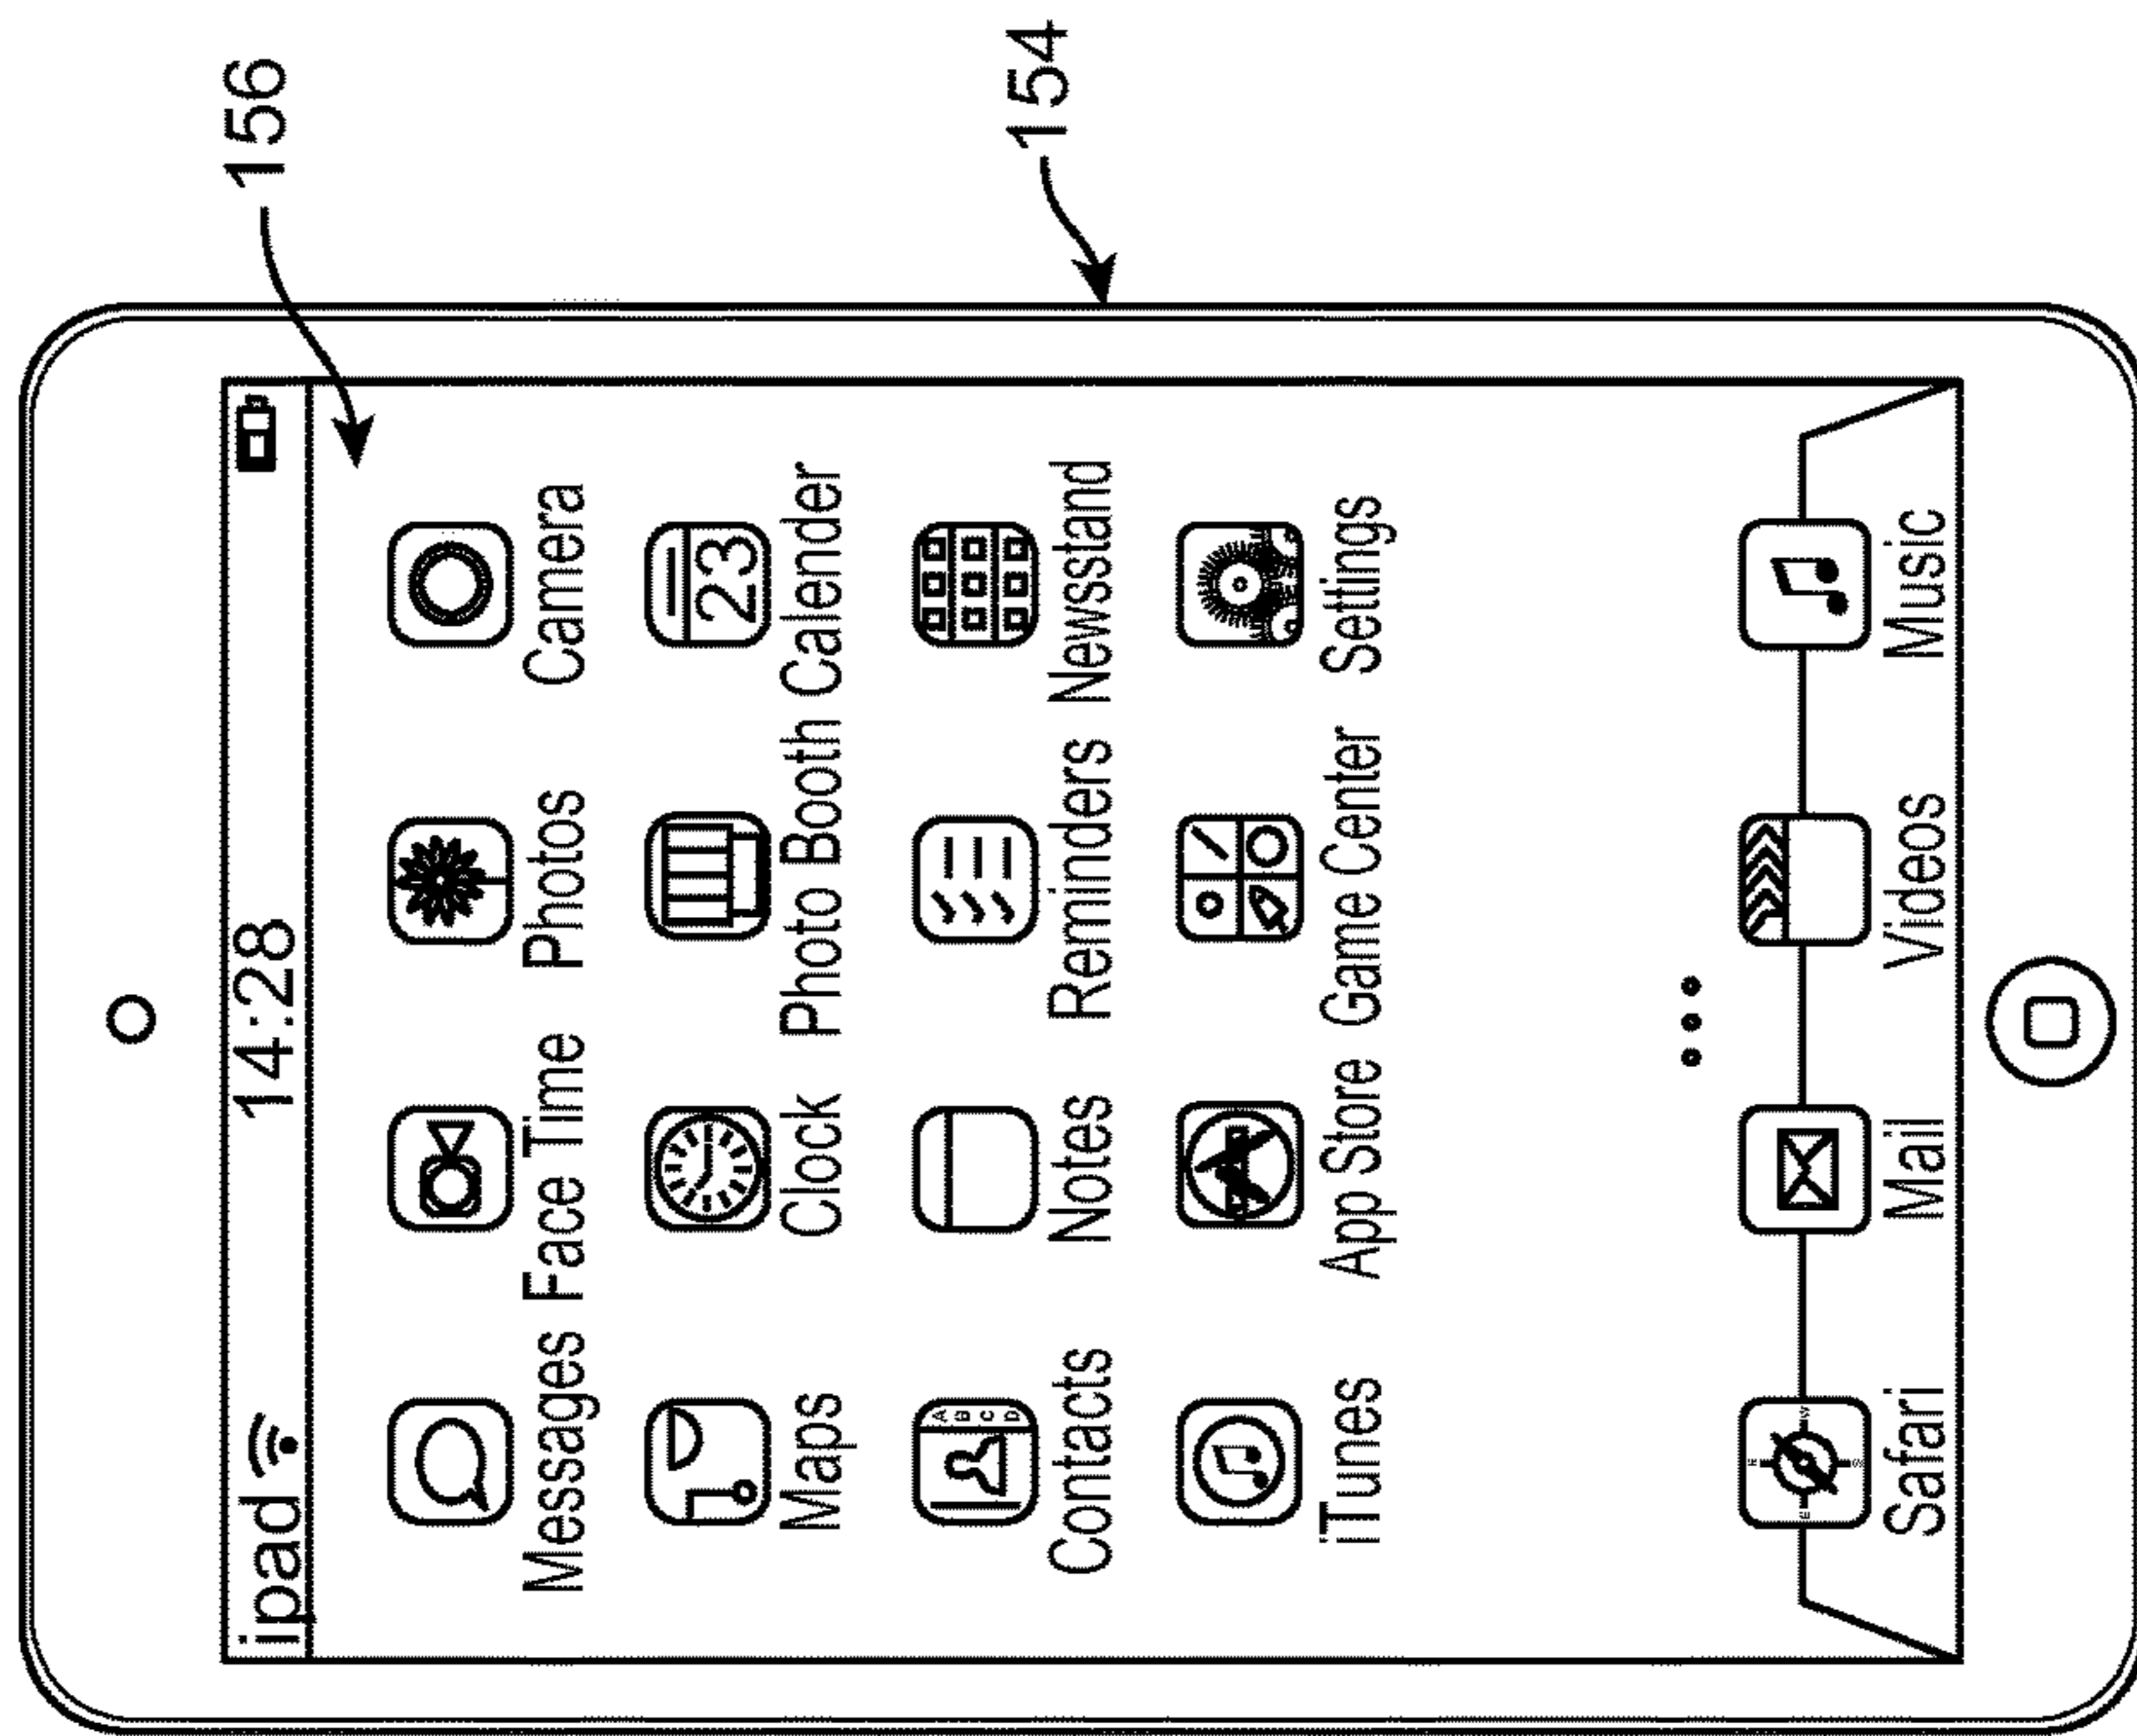 156
154
ipad 14:28
Messages Face Time Photos Camera
23
Maps Clock Photo Booth Calender
A
B
C
D
Contacts Notes Reminders Newsstand
iTunes App Store Game Center Settings
Safari Mail Videos Music